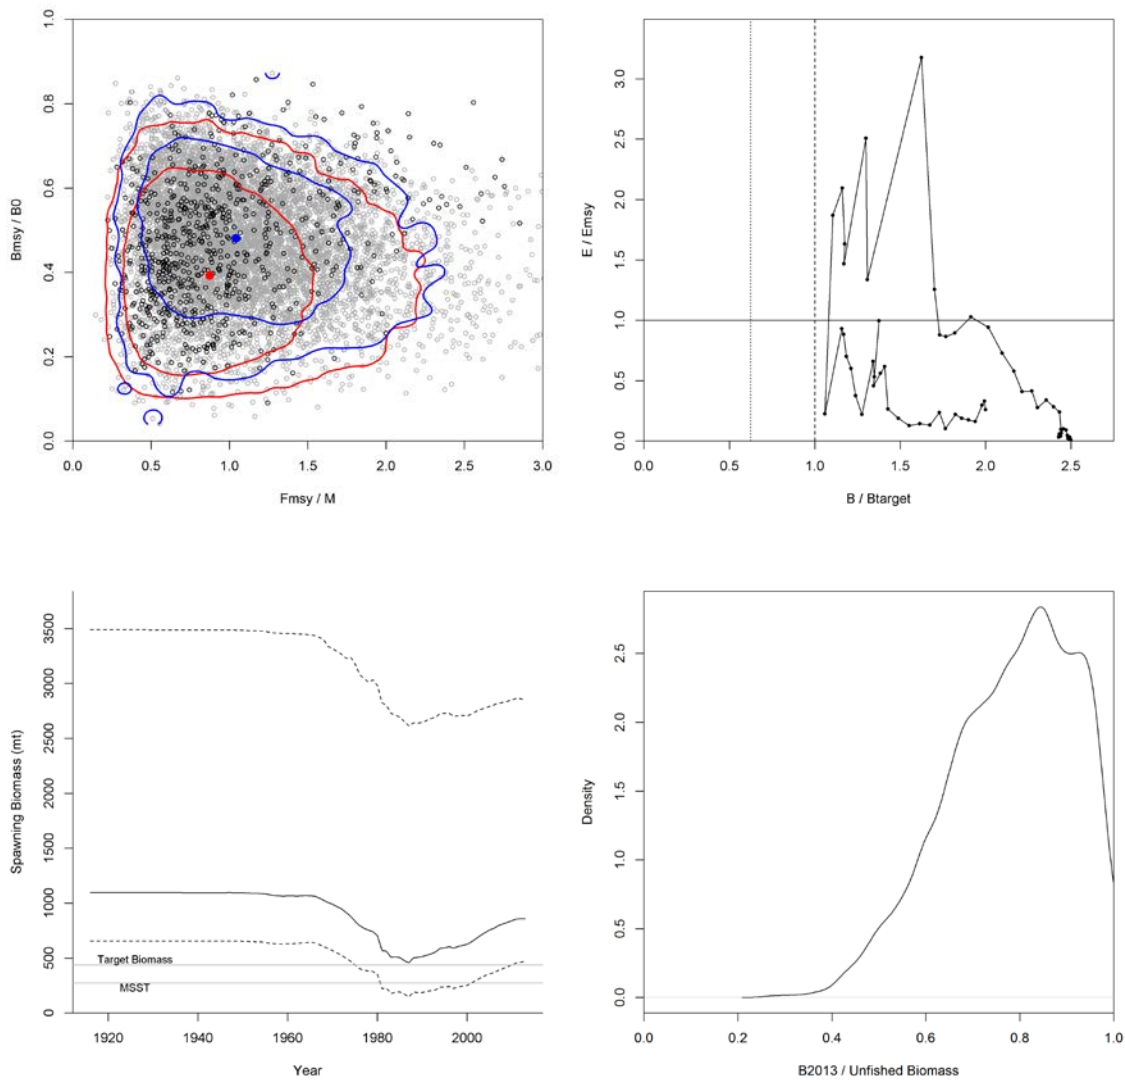 1.0
0.8
0.6
0.4
0.2
0.0
Bmsy / B0
0.0 0.5 1.0 1.5 2.0 2.5 3.0
Fmsy / M
3.0
2.5
2.0
1.5
1.0
0.5
0.0
E / Emsy
0.0 0.5 1.0 1.5 2.0 2.5
B / Btarget
3500
3000
2500
2000
1500
1000
500
0
Spawning Biomass (mt)
Target Biomass
MSST
1920 1940 1960 1980 2000
Year
2.5
2.0
1.5
1.0
0.5
0.0
Density
0.0 0.2 0.4 0.6 0.8 1.0
B2013 / Unfished Biomass